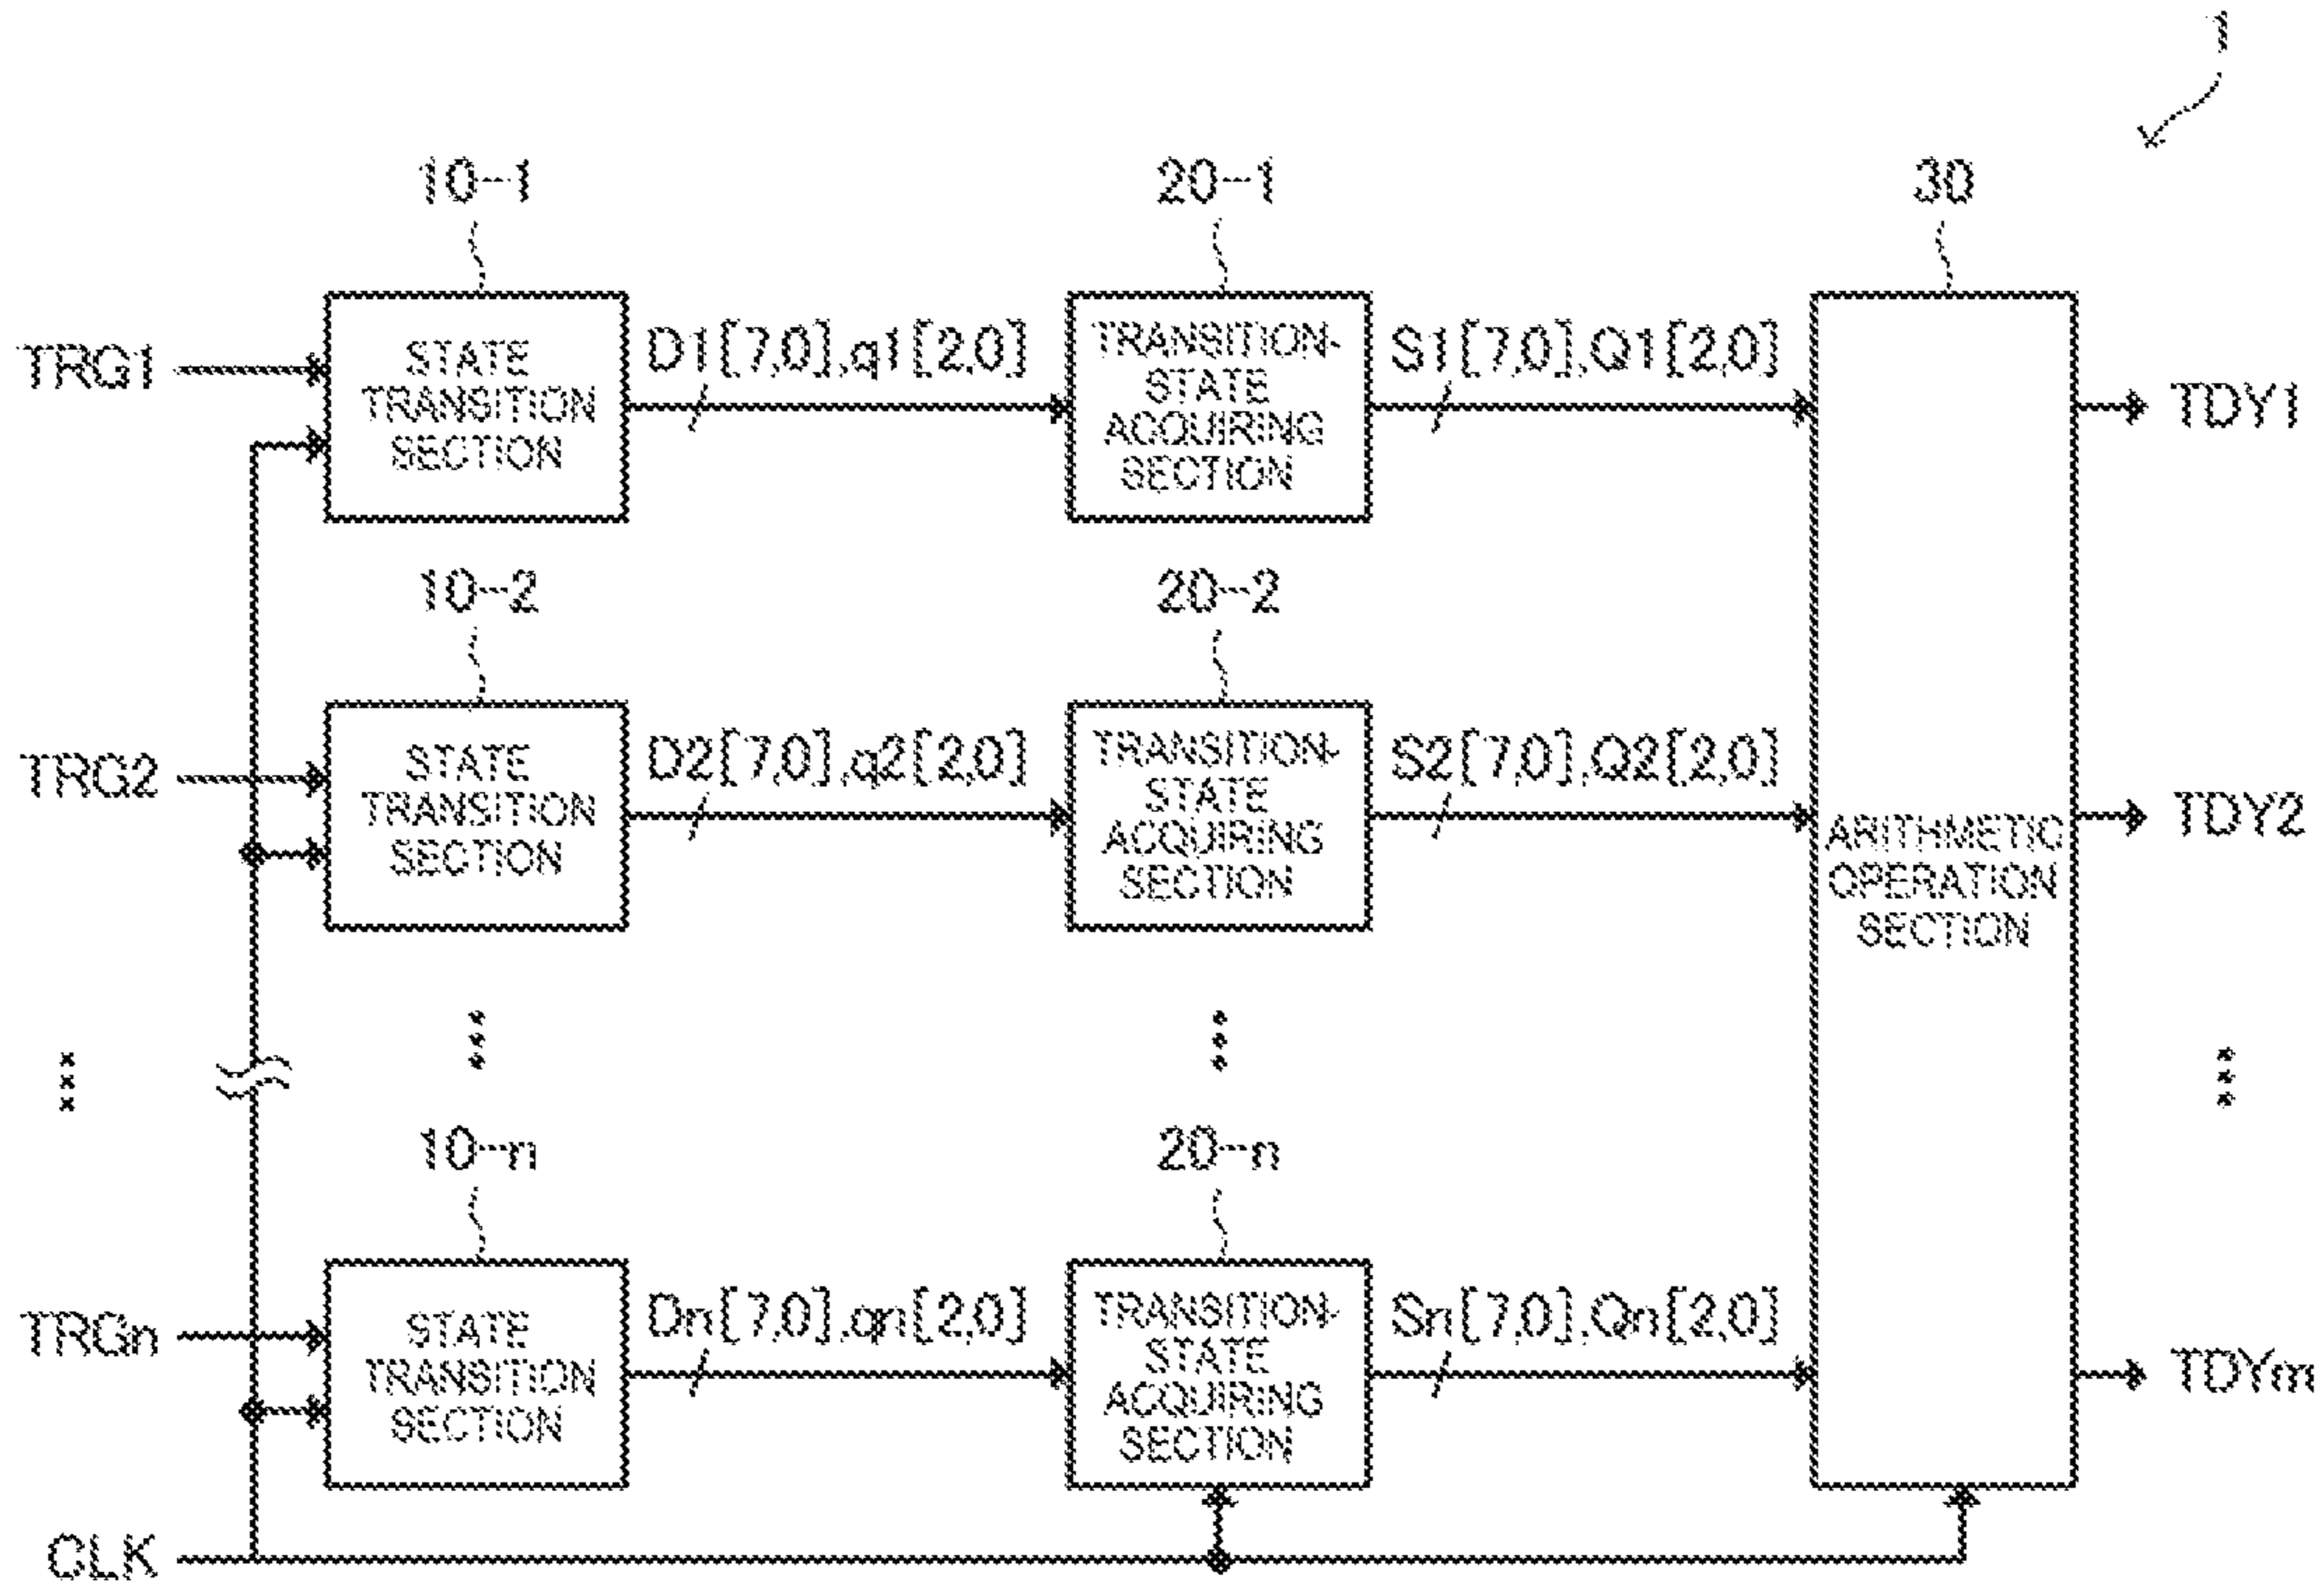 1
10-1
20-1
30
TRG1
STATE
TRANSITION
SECTION
D1[7,0],q1[2,0]
TRANSITION-
STATE
ACQUIRING
SECTION
S1[7,0],Q1[2,0]
TDY1
10-2
20-2
TRG2
STATE
TRANSITION
SECTION
D2[7,0],q2[2,0]
TRANSITION-
STATE
ACQUIRING
SECTION
S2[7,0],Q2[2,0]
ARITHMETIC
OPERATION
SECTION
TDY2
10-n
20-n
TRGn
STATE
TRANSITION
SECTION
Dn[7,0],qn[2,0]
TRANSITION-
STATE
ACQUIRING
SECTION
Sn[7,0],Qn[2,0]
TDYm
CLK